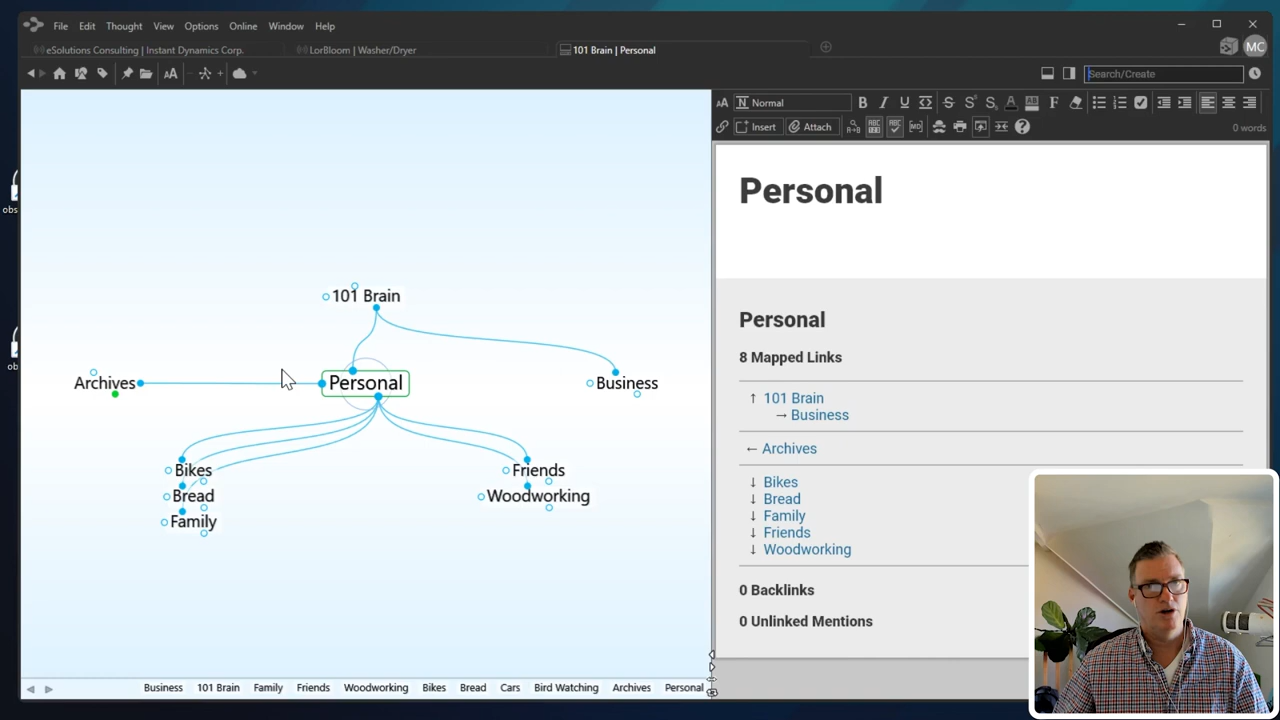 File Edit Thought View Options Online Window Help
eSolutions Consulting | Instant Dynamics Corp. LorBloom | Washer/Dryer 101 Brain | Personal
MC
Search/Create
Normal
Insert Attach
0 words
Personal
101 Brain
Archives Personal Business
Bikes Friends
Bread Woodworking
Family
Personal
8 Mapped Links
↑ 101 Brain
→ Business
← Archives
↓ Bikes
↓ Bread
↓ Family
↓ Friends
↓ Woodworking
0 Backlinks
0 Unlinked Mentions
Business 101 Brain Family Friends Woodworking Bikes Bread Cars Bird Watching Archives Personal
obs
ob